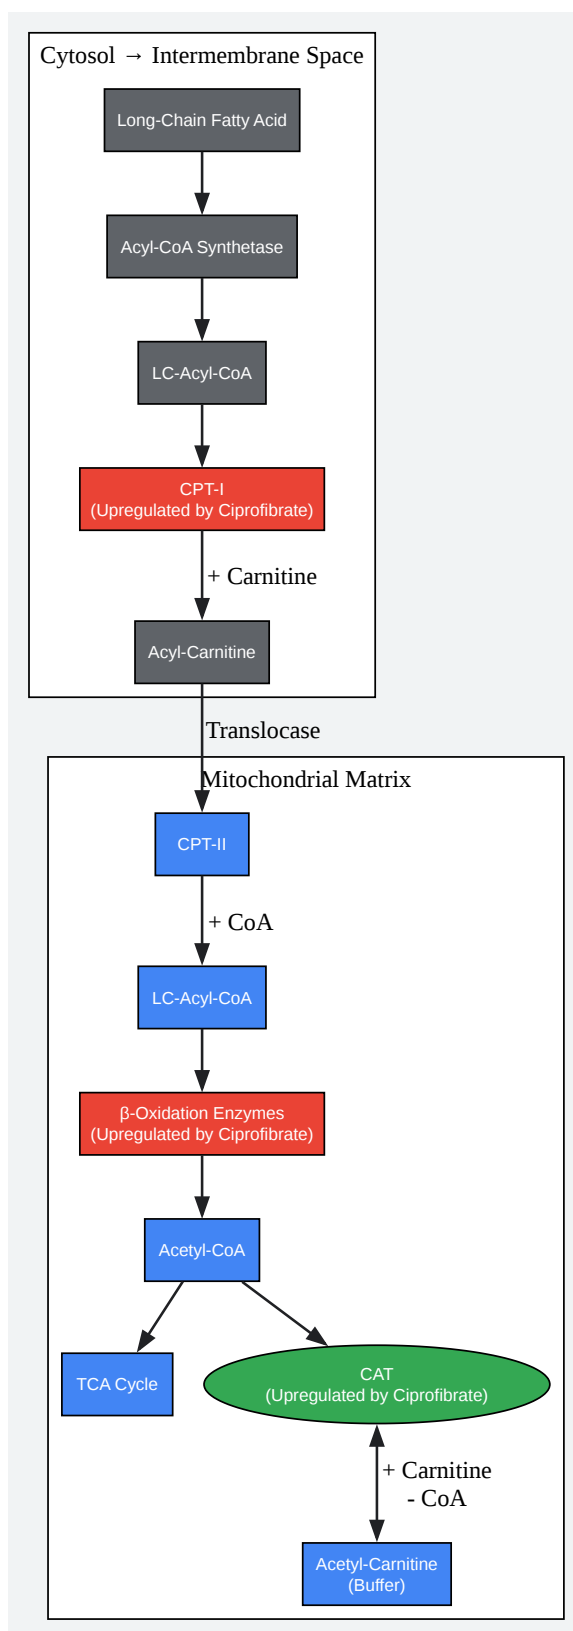 Cytosol → Intermembrane Space
Long-Chain Fatty Acid
Acyl-CoA Synthetase
LC-Acyl-CoA
CPT-I
(Upregulated by Ciprofibrate)
+ Carnitine
Acyl-Carnitine
Translocase
Mitochondrial Matrix
CPT-II
+ CoA
LC-Acyl-CoA
β-Oxidation Enzymes
(Upregulated by Ciprofibrate)
Acetyl-CoA
TCA Cycle
CAT
(Upregulated by Ciprofibrate)
+ Carnitine
- CoA
Acetyl-Carnitine
(Buffer)